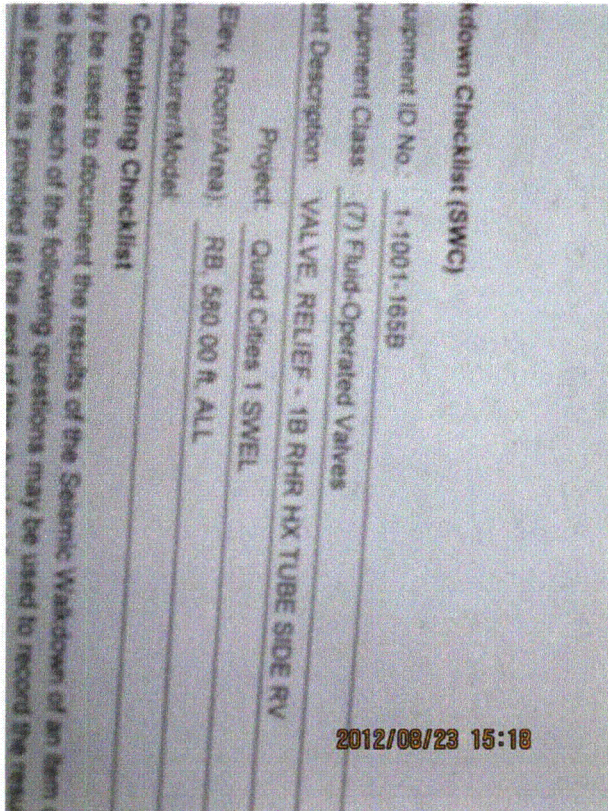 kdown Checklist (SWC)
uipment ID No.: 1-1001-165B
quipment Class: (7) Fluid-Operated Valves
ent Description: VALVE, RELIEF - 1B RHR HX TUBE SIDE RV
Project: Quad Cities 1 SWEL
Elev, Room/Area): RB, 580.00 ft, ALL
nufacturer/Model
Completing Checklist
y be used to document the results of the Seismic Walkdown of an item
e below each of the following questions may be used to record the resu
al space is provided at the end of
2012/08/23 15:18